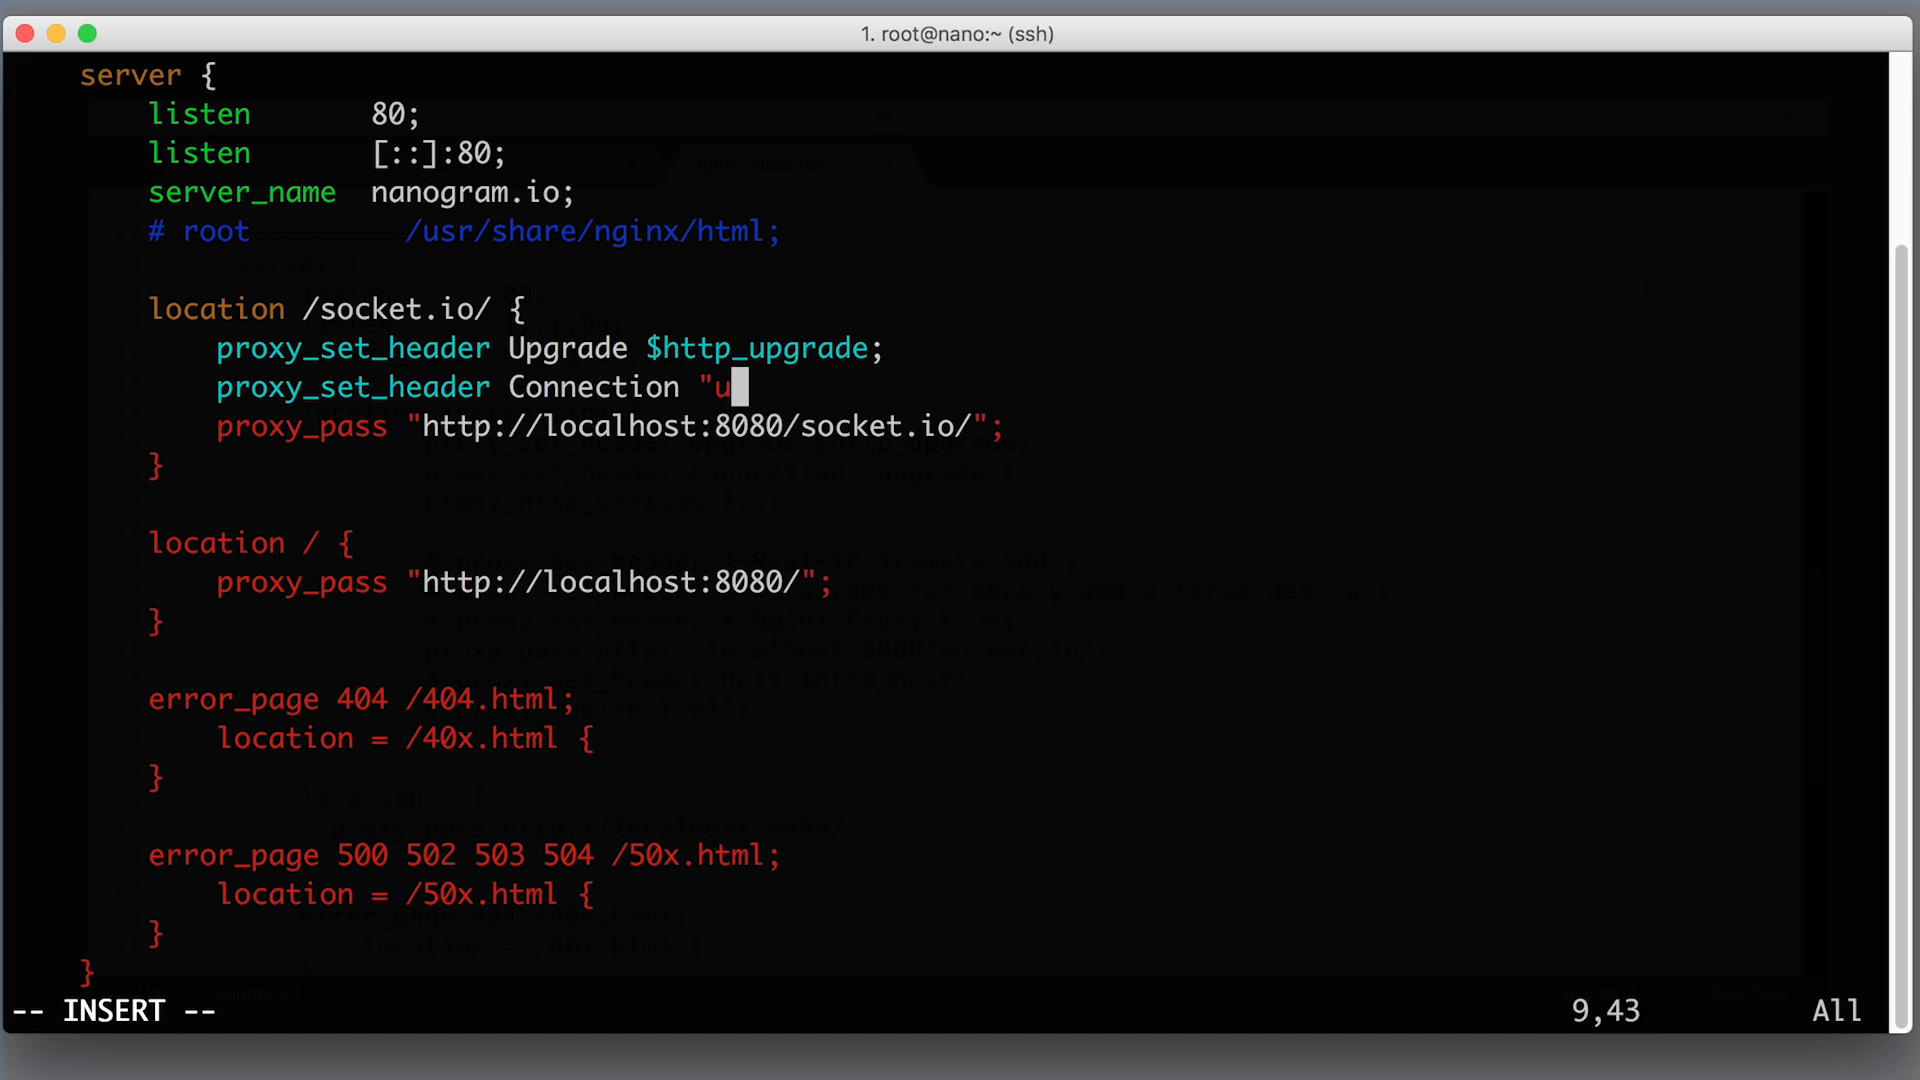 1. root@nano:~ (ssh)
server {
listen 80;
listen [::]:80;
server_name nanogram.io;
# root /usr/share/nginx/html;
location /socket.io/ {
proxy_set_header Upgrade $http_upgrade;
proxy_set_header Connection "u
proxy_pass "http://localhost:8080/socket.io/";
}
location / {
proxy_pass "http://localhost:8080/";
}
error_page 404 /404.html;
location = /40x.html {
}
error_page 500 502 503 504 /50x.html;
location = /50x.html {
}
}
-- INSERT -- 9,43 All